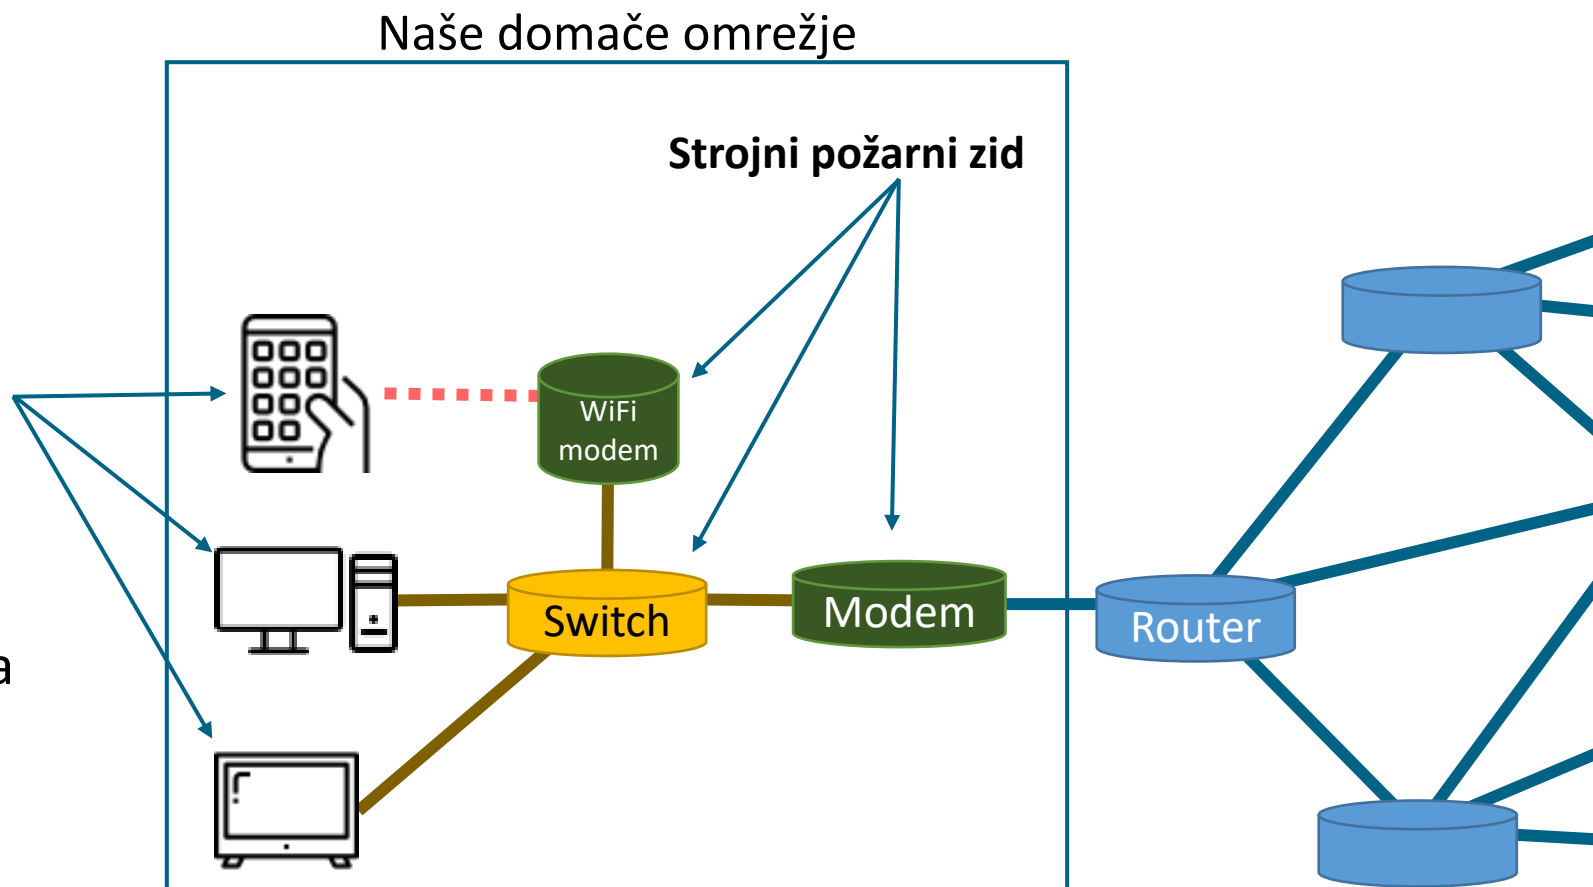 Naše domače omrežje
Strojni požarni zid
WiFi
modem
Switch
Modem
Router
a